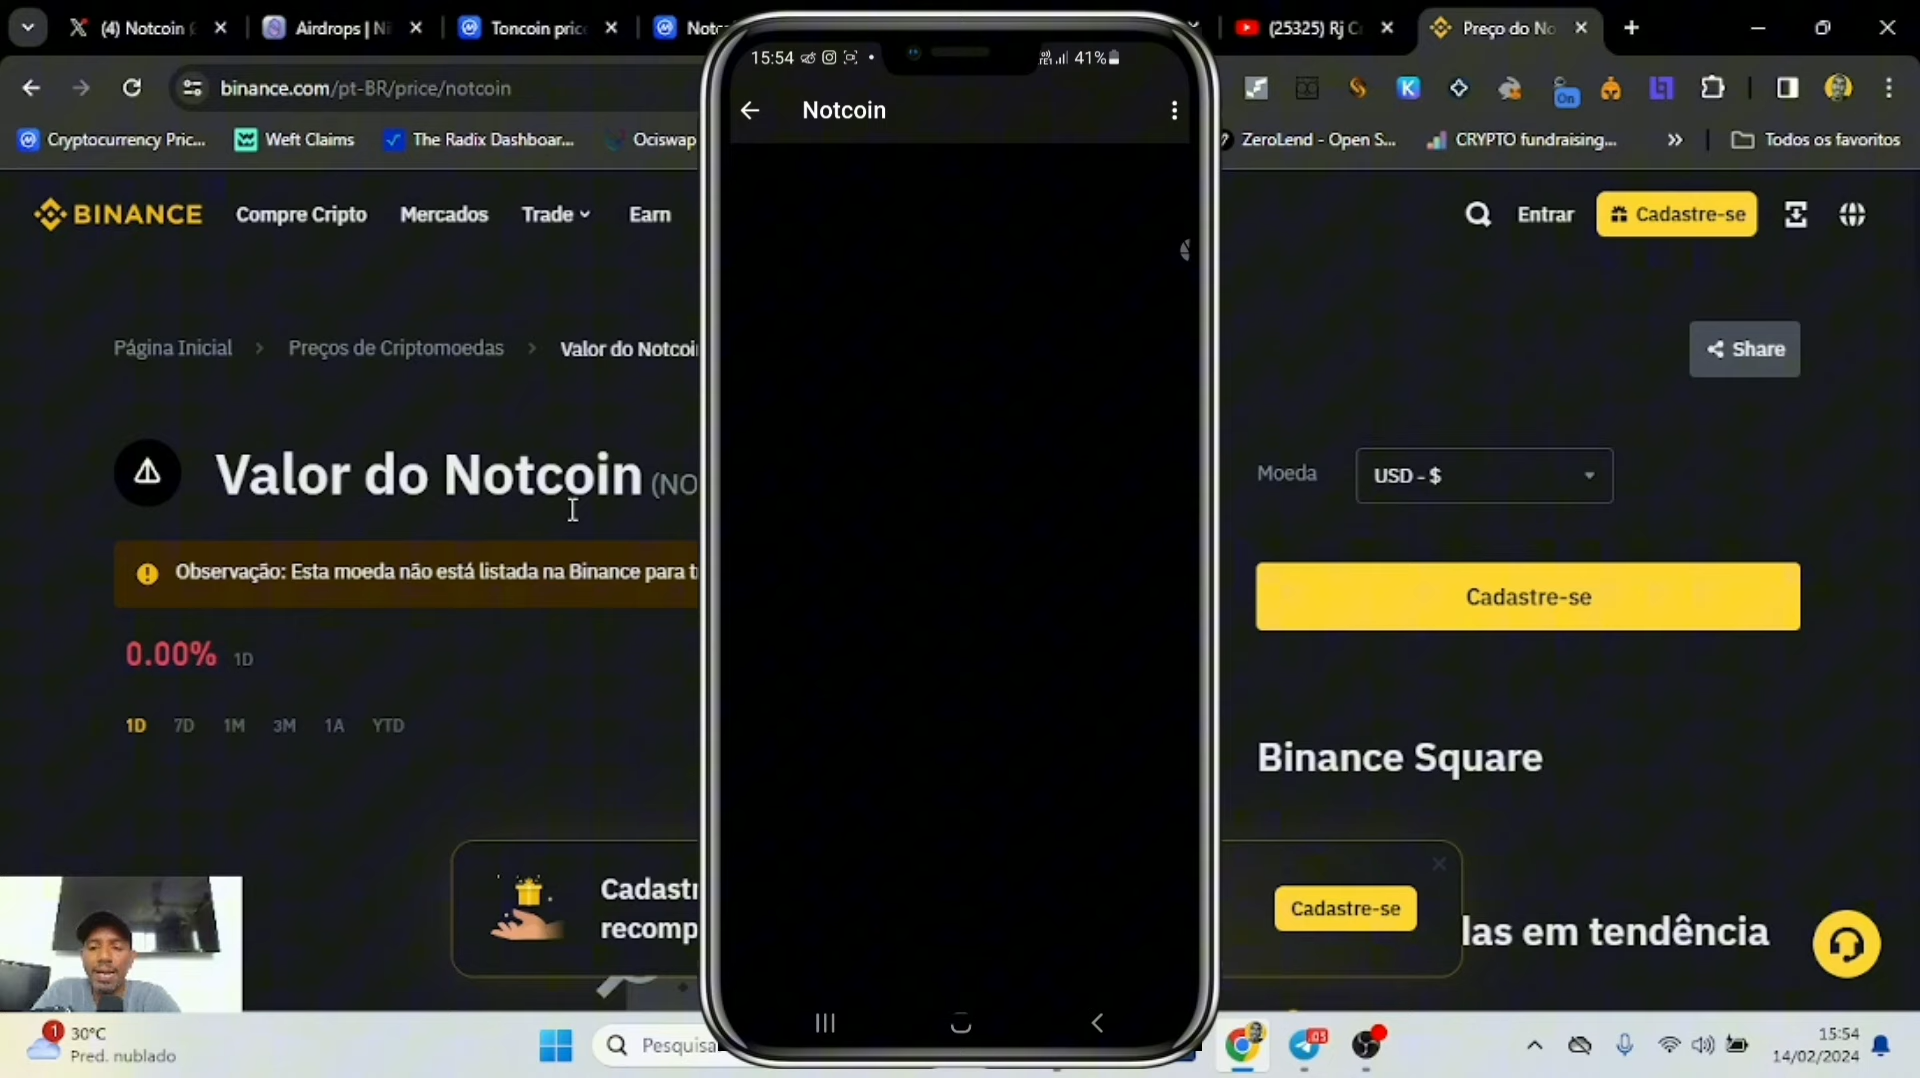 (4) Notcoin
Airdrops | Ni
Toncoin pric
Notc
(25325) Rj C
Preço do No
binance.com/pt-BR/price/notcoin
On
Cryptocurrency Pric...
Weft Claims
The Radix Dashboar...
Ociswap
ZeroLend - Open S...
CRYPTO fundraising...
Todos os favoritos
15:54
41%
Notcoin
BINANCE
Compre Cripto
Mercados
Trade
Earn
Entrar
Cadastre-se
Página Inicial
Preços de Criptomoedas
Valor do Notcoi
Share
Valor do Notcoin (NO
Moeda
USD - $
Observação: Esta moeda não está listada na Binance para t
Cadastre-se
0.00% 1D
1D 7D 1M 3M 1A YTD
Binance Square
Cadast
recomp
Cadastre-se
las em tendência
1
30°C
Pred. nublado
Pesquisa
15:54
14/02/2024